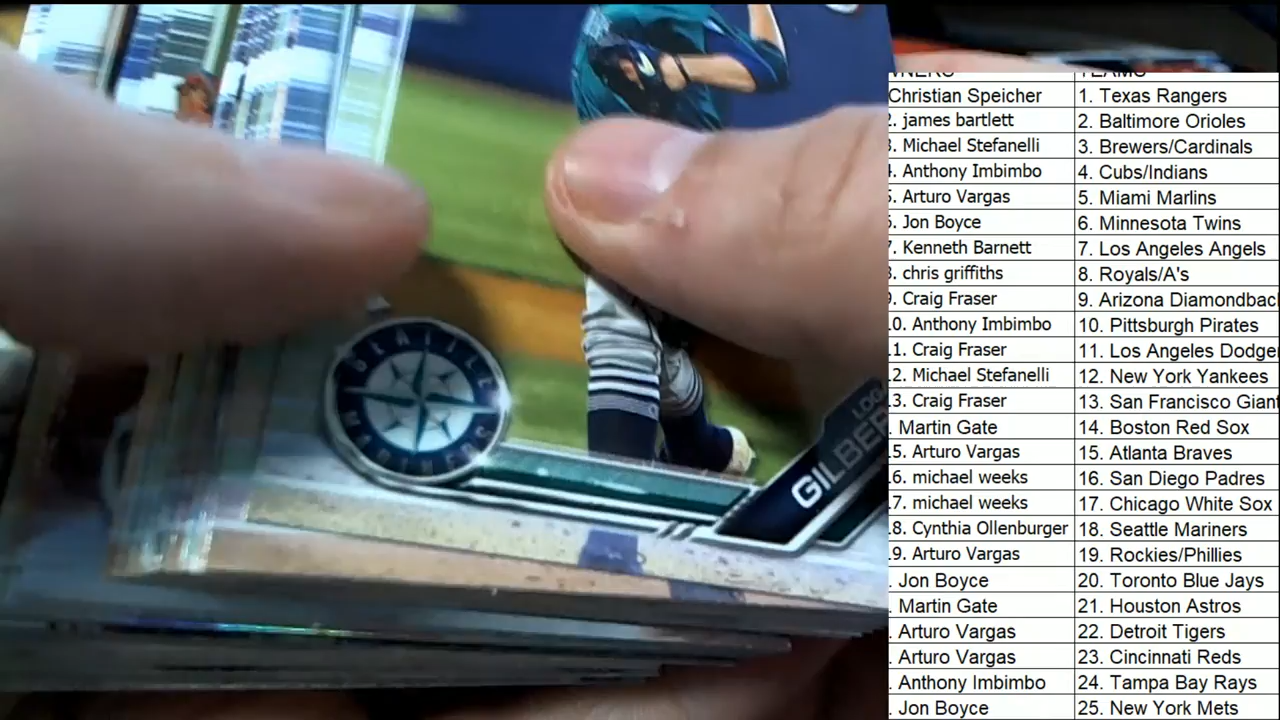 SEATTLE
MARINERS
GILBER
OWNERS TEAMS
Christian Speicher 1. Texas Rangers
2. james bartlett 2. Baltimore Orioles
3. Michael Stefanelli 3. Brewers/Cardinals
4. Anthony Imbimbo 4. Cubs/Indians
5. Arturo Vargas 5. Miami Marlins
6. Jon Boyce 6. Minnesota Twins
7. Kenneth Barnett 7. Los Angeles Angels
8. chris griffiths 8. Royals/A's
9. Craig Fraser 9. Arizona Diamondbac
10. Anthony Imbimbo 10. Pittsburgh Pirates
11. Craig Fraser 11. Los Angeles Dodge
12. Michael Stefanelli 12. New York Yankees
13. Craig Fraser 13. San Francisco Giant
. Martin Gate 14. Boston Red Sox
15. Arturo Vargas 15. Atlanta Braves
16. michael weeks 16. San Diego Padres
17. michael weeks 17. Chicago White Sox
18. Cynthia Ollenburger 18. Seattle Mariners
19. Arturo Vargas 19. Rockies/Phillies
. Jon Boyce 20. Toronto Blue Jays
. Martin Gate 21. Houston Astros
. Arturo Vargas 22. Detroit Tigers
. Arturo Vargas 23. Cincinnati Reds
. Anthony Imbimbo 24. Tampa Bay Rays
. Jon Boyce 25. New York Mets